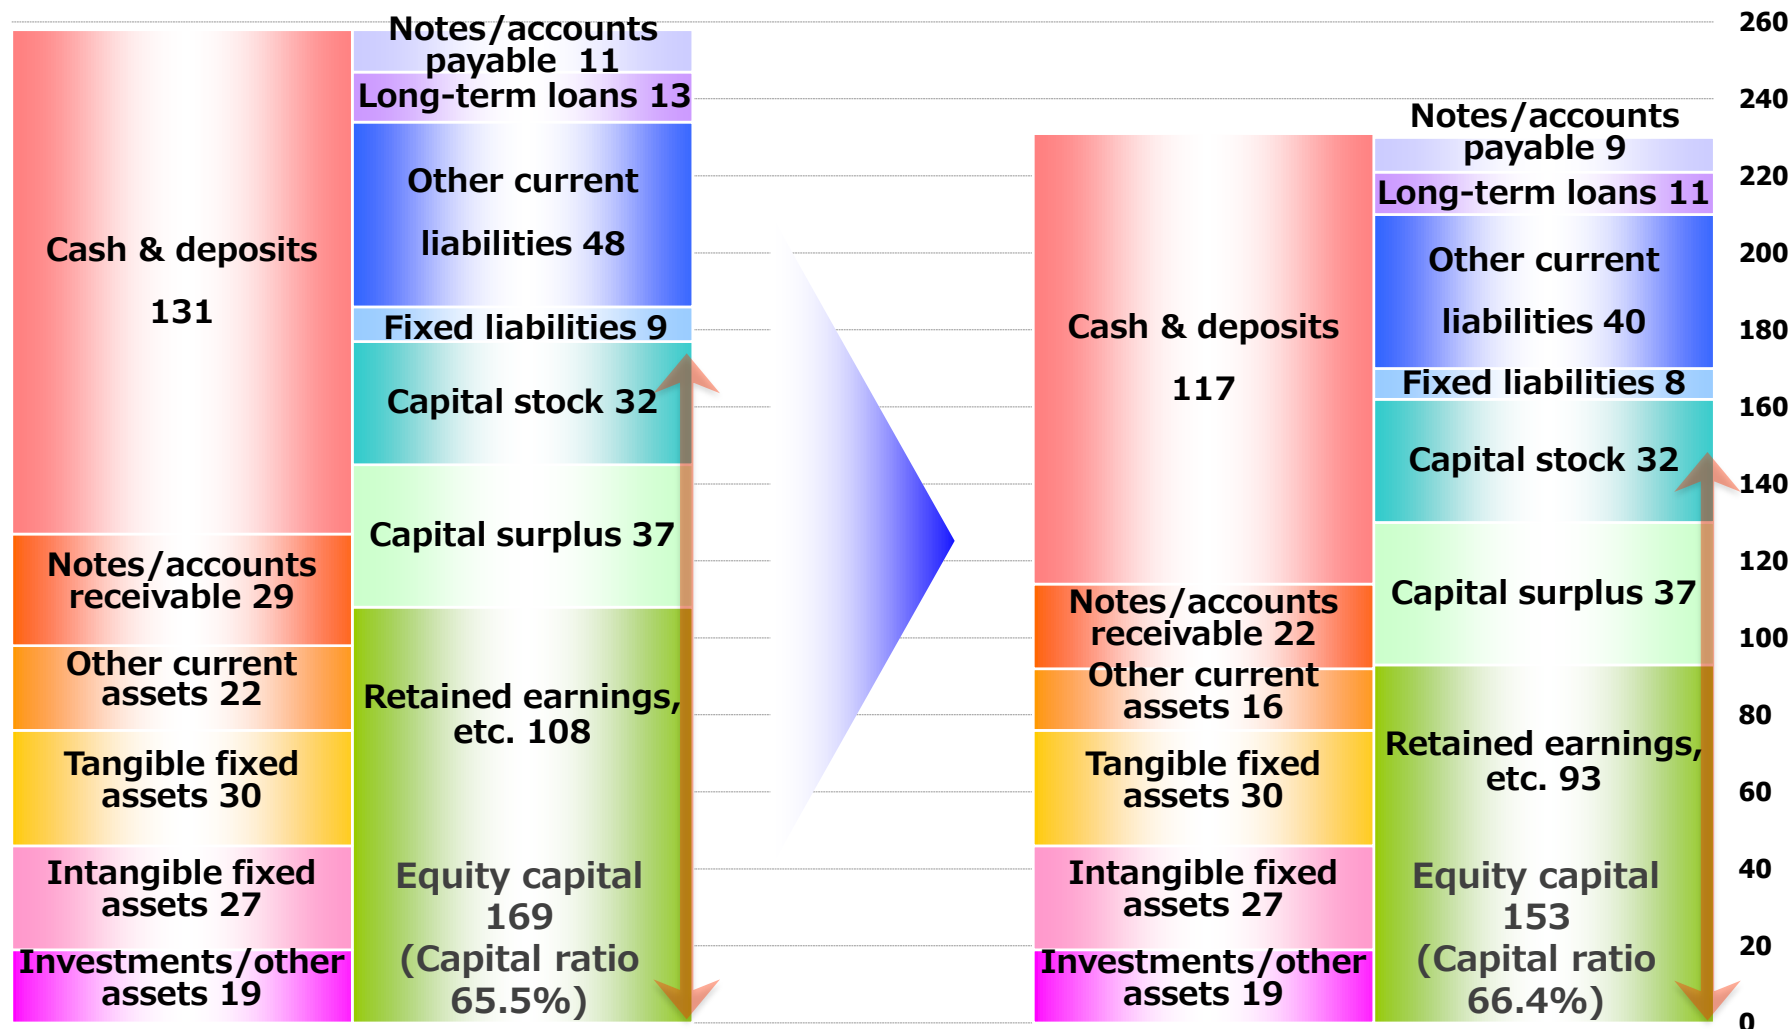 Cash & deposits
131
Notes/accounts
receivable 29
Other current
assets 22
Tangible fixed
assets 30
Intangible fixed
assets 27
Investments/other
assets 19
Notes/accounts
payable 11
Long-term loans 13
Other current
liabilities 48
Fixed liabilities 9
Capital stock 32
Capital surplus 37
Retained earnings,
etc. 108
Equity capital
169
(Capital ratio
65.5%)
Cash & deposits
117
Notes/accounts
receivable 22
Other current
assets 16
Tangible fixed
assets 30
Intangible fixed
assets 27
Investments/other
assets 19
Notes/accounts
payable 9
Long-term loans 11
Other current
liabilities 40
Fixed liabilities 8
Capital stock 32
Capital surplus 37
Retained earnings,
etc. 93
Equity capital
153
(Capital ratio
66.4%)
260
240
220
200
180
160
140
120
100
80
60
40
20
0